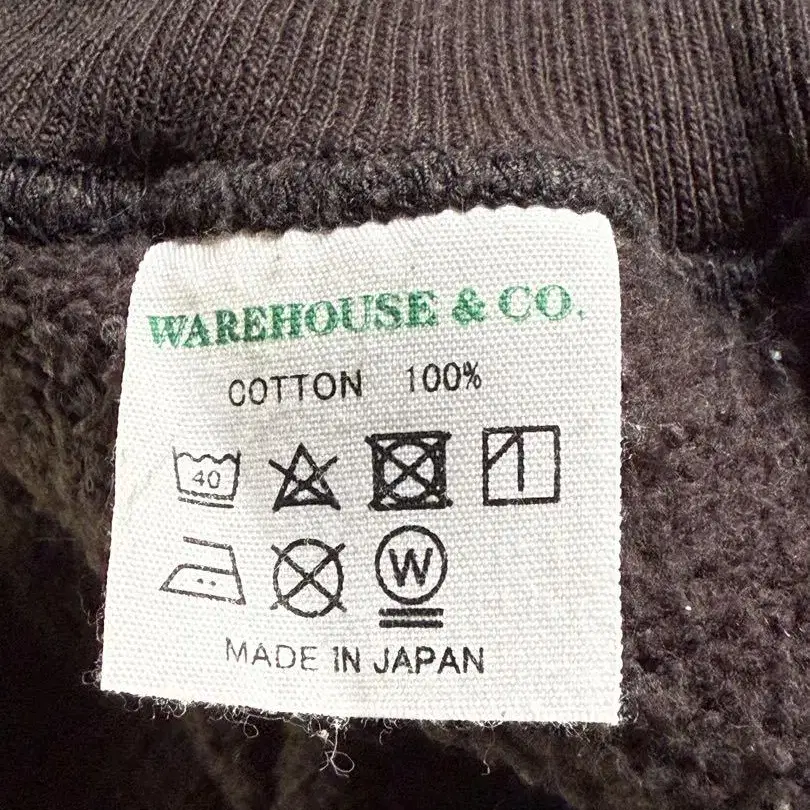 WAREHOUSE & CO.
COTTON 100%
40
W
MADE IN JAPAN